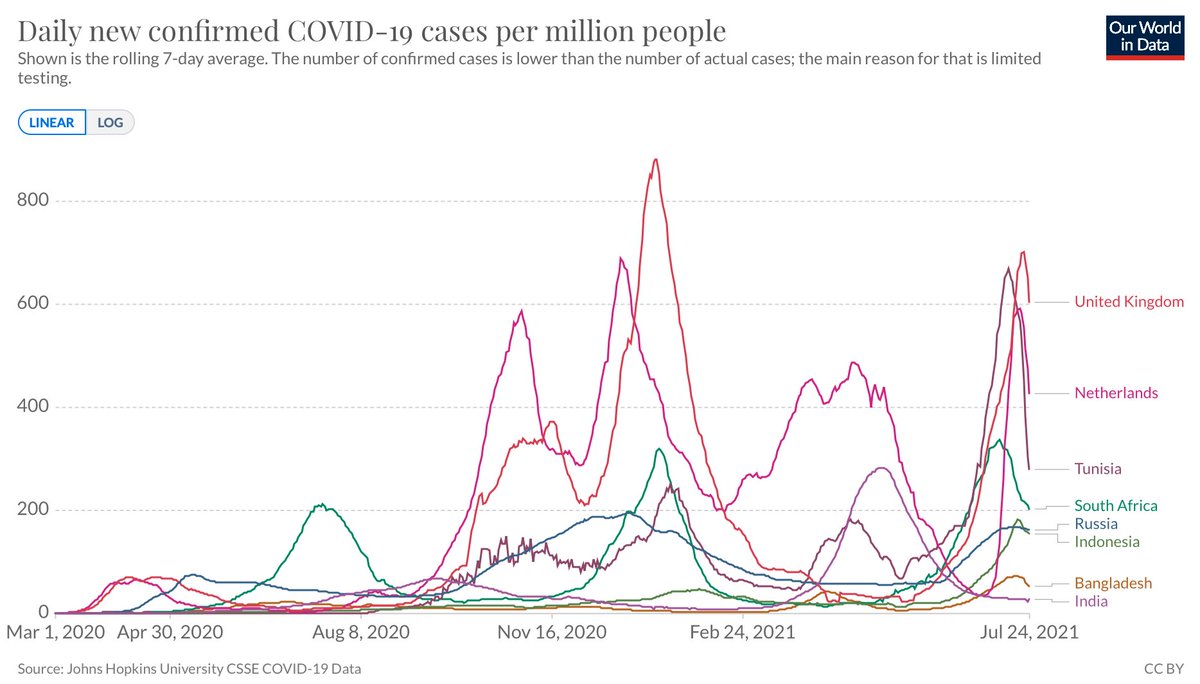 Daily new confirmed COVID-19 cases per million people
Our World
in Data
Shown is the rolling 7-day average. The number of confirmed cases is lower than the number of actual cases; the main reason for that is limited
testing.
LINEAR LOG
800
600
400
200
0
United Kingdom
Netherlands
Tunisia
South Africa
Russia
Indonesia
Bangladesh
India
Mar 1, 2020 Apr 30, 2020 Aug 8, 2020 Nov 16, 2020 Feb 24, 2021 Jul 24, 2021
Source: Johns Hopkins University CSSE COVID-19 Data CC BY